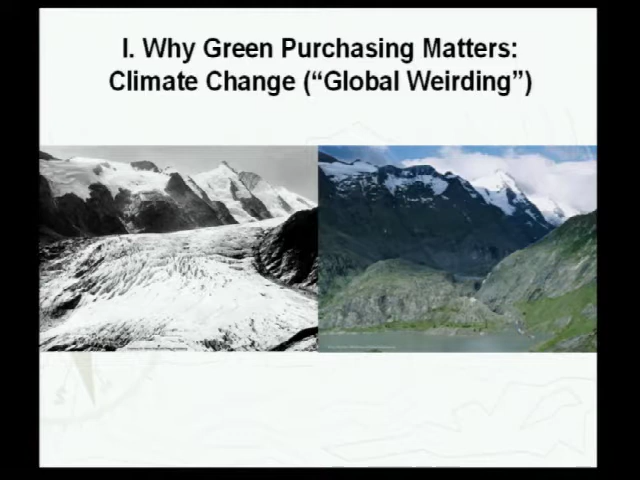 I. Why Green Purchasing Matters:
Climate Change (“Global Weirding”)